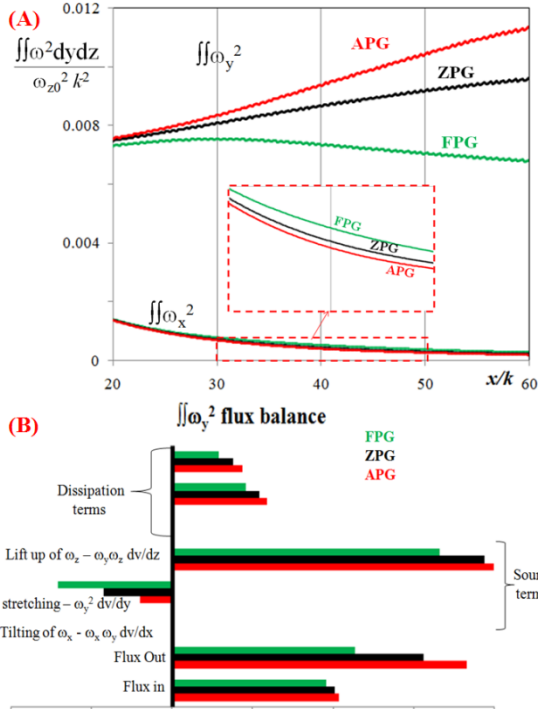 (A)
0.012
∬ω²dydz
ω_z0² k²
∬ω_y²
APG
ZPG
FPG
0.008
FPG
ZPG
APG
0.004
∬ω_x²
0
20 30 40 50 60
x/k
(B)
∬ω_y² flux balance
FPG
ZPG
APG
Dissipation
terms
Lift up of ω_z – ω_yω_z dv/dz
Sour
term
stretching – ω_y² dv/dy
Tilting of ω_x - ω_x ω_y dv/dx
Flux Out
Flux in